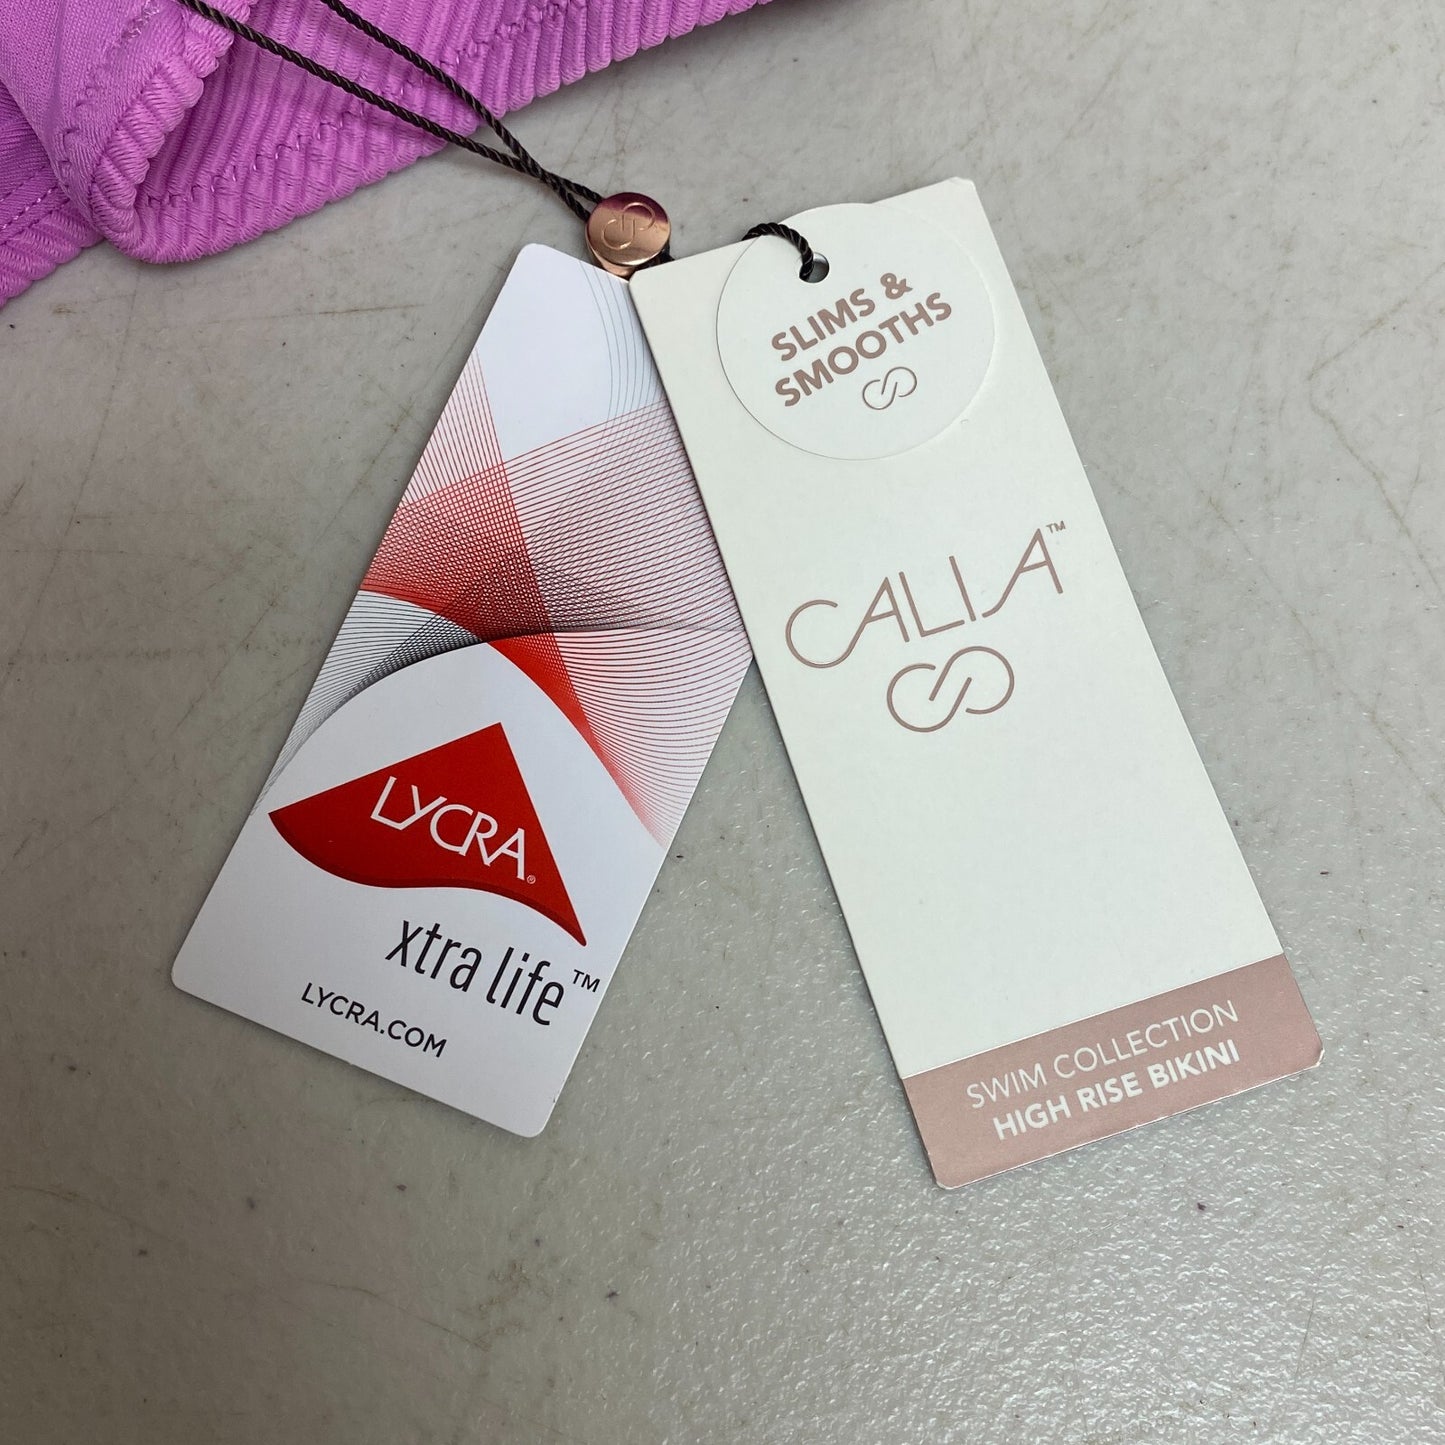 SLIMS &
SMOOTHS
CALIA™
SWIM COLLECTION
HIGH RISE BIKINI
LYCRA®
xtra life™
LYCRA.COM